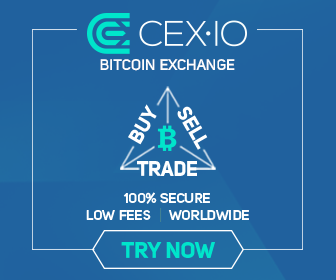 CEX·IO
BITCOIN EXCHANGE
BUY
SELL
TRADE
100% SECURE
LOW FEES | WORLDWIDE
TRY NOW